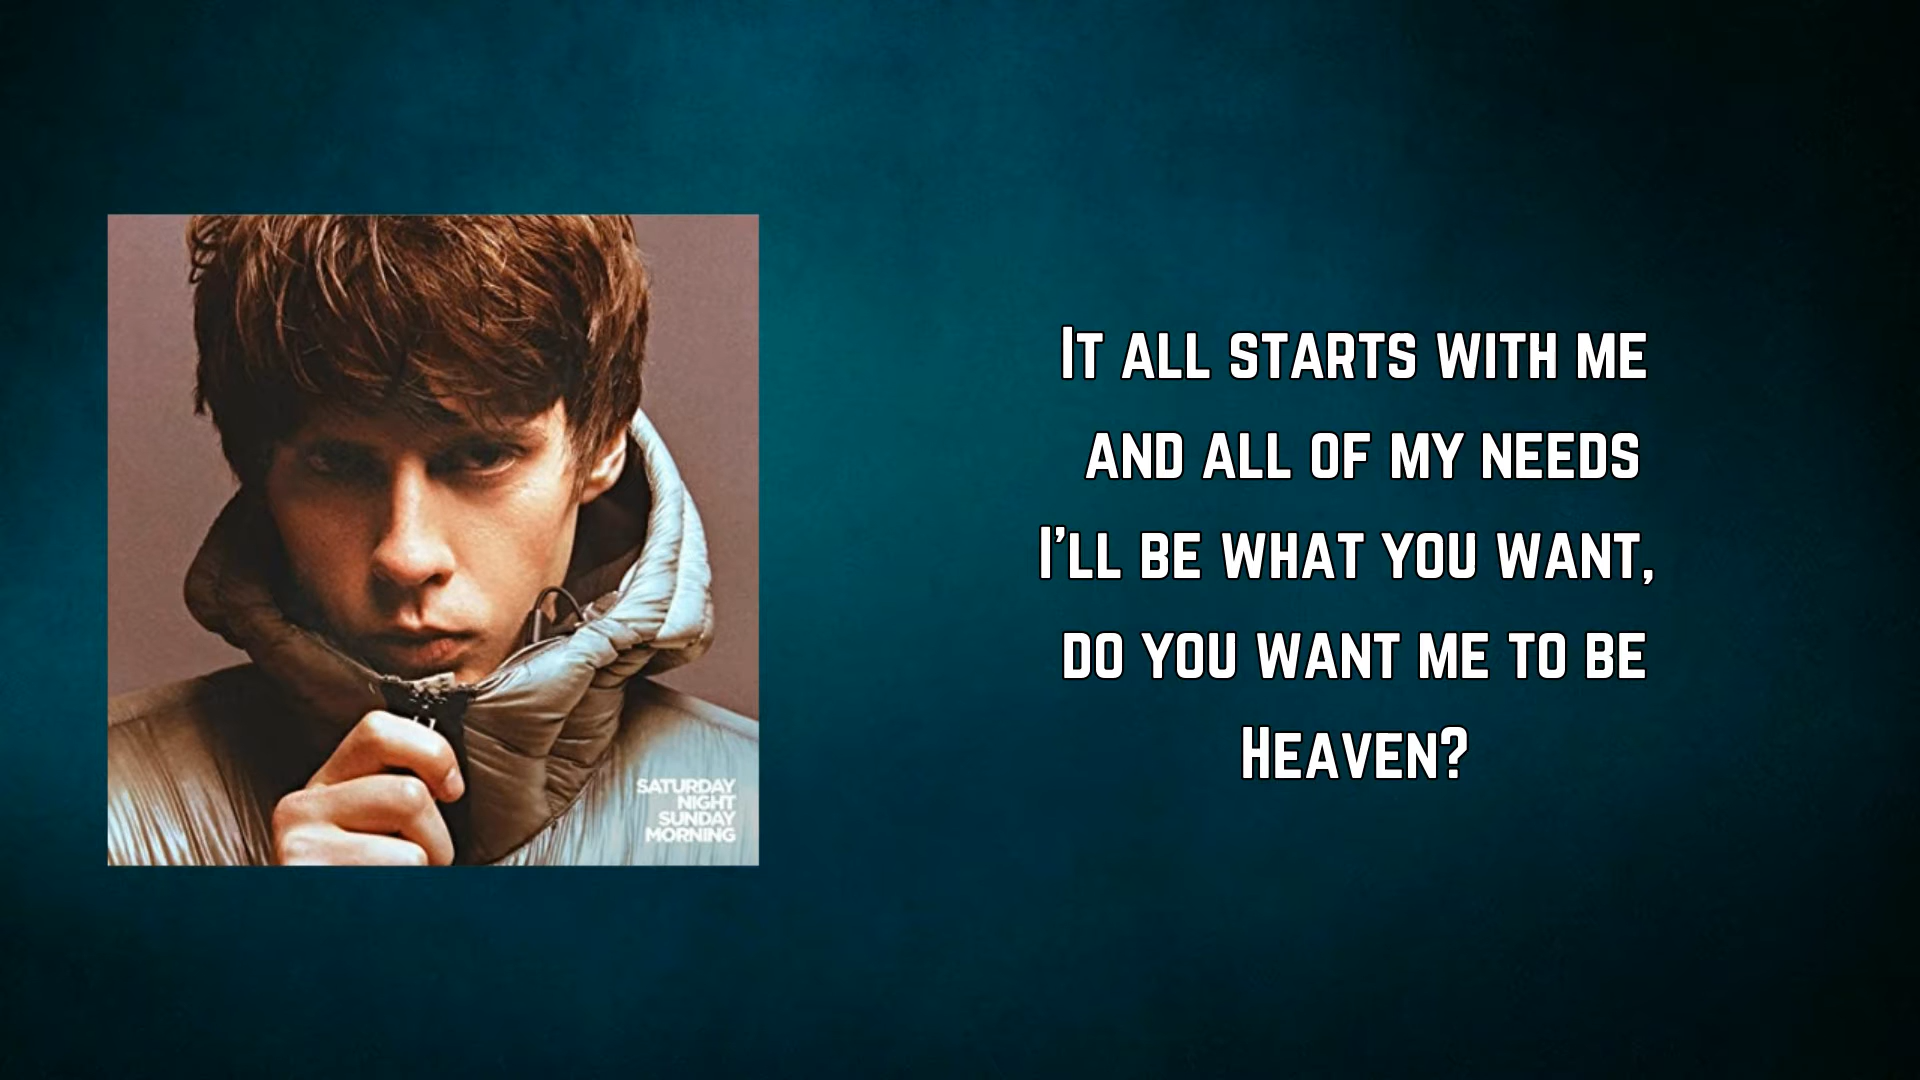 SATURDAY
NIGHT
SUNDAY
MORNING
It all starts with me
and all of my needs
I'll be what you want,
do you want me to be
Heaven?